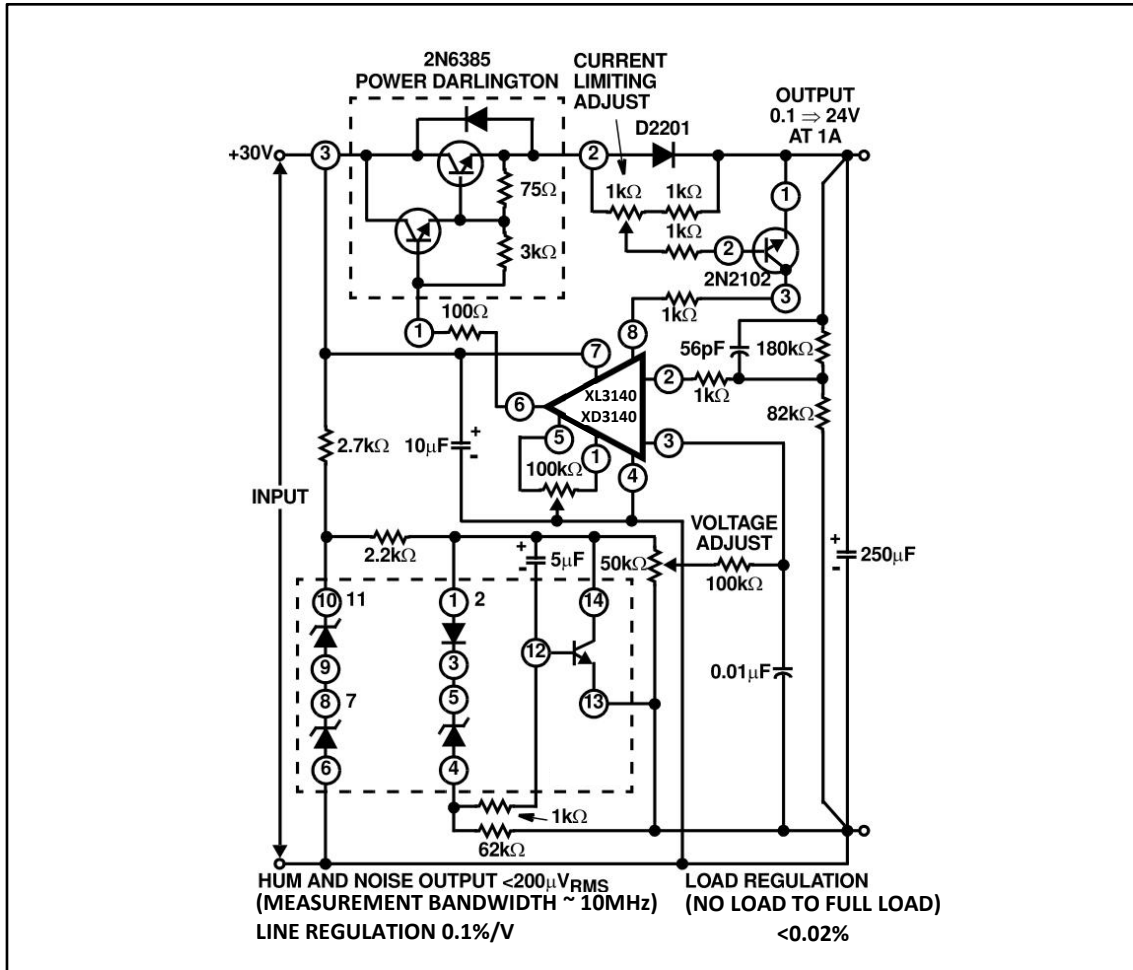 2N6385
POWER DARLINGTON
CURRENT
LIMITING
ADJUST
D2201
OUTPUT
0.1 ⇒ 24V
AT 1A
+30V
3
2
75Ω
3kΩ
1kΩ
1kΩ
1kΩ
1
2
2N2102
3
1
100Ω
1kΩ
8
7
56pF
180kΩ
2
1kΩ
XL3140
XD3140
6
5
1
4
3
82kΩ
2.7kΩ
10µF
+
-
100kΩ
INPUT
VOLTAGE
ADJUST
2.2kΩ
+
-
5µF
50kΩ
100kΩ
+
-
250µF
10
11
1
2
14
9
3
12
8
7
5
13
0.01µF
6
4
1kΩ
62kΩ
HUM AND NOISE OUTPUT <200µVRMS
(MEASUREMENT BANDWIDTH ~ 10MHz)
LINE REGULATION 0.1%/V
LOAD REGULATION
(NO LOAD TO FULL LOAD)
<0.02%